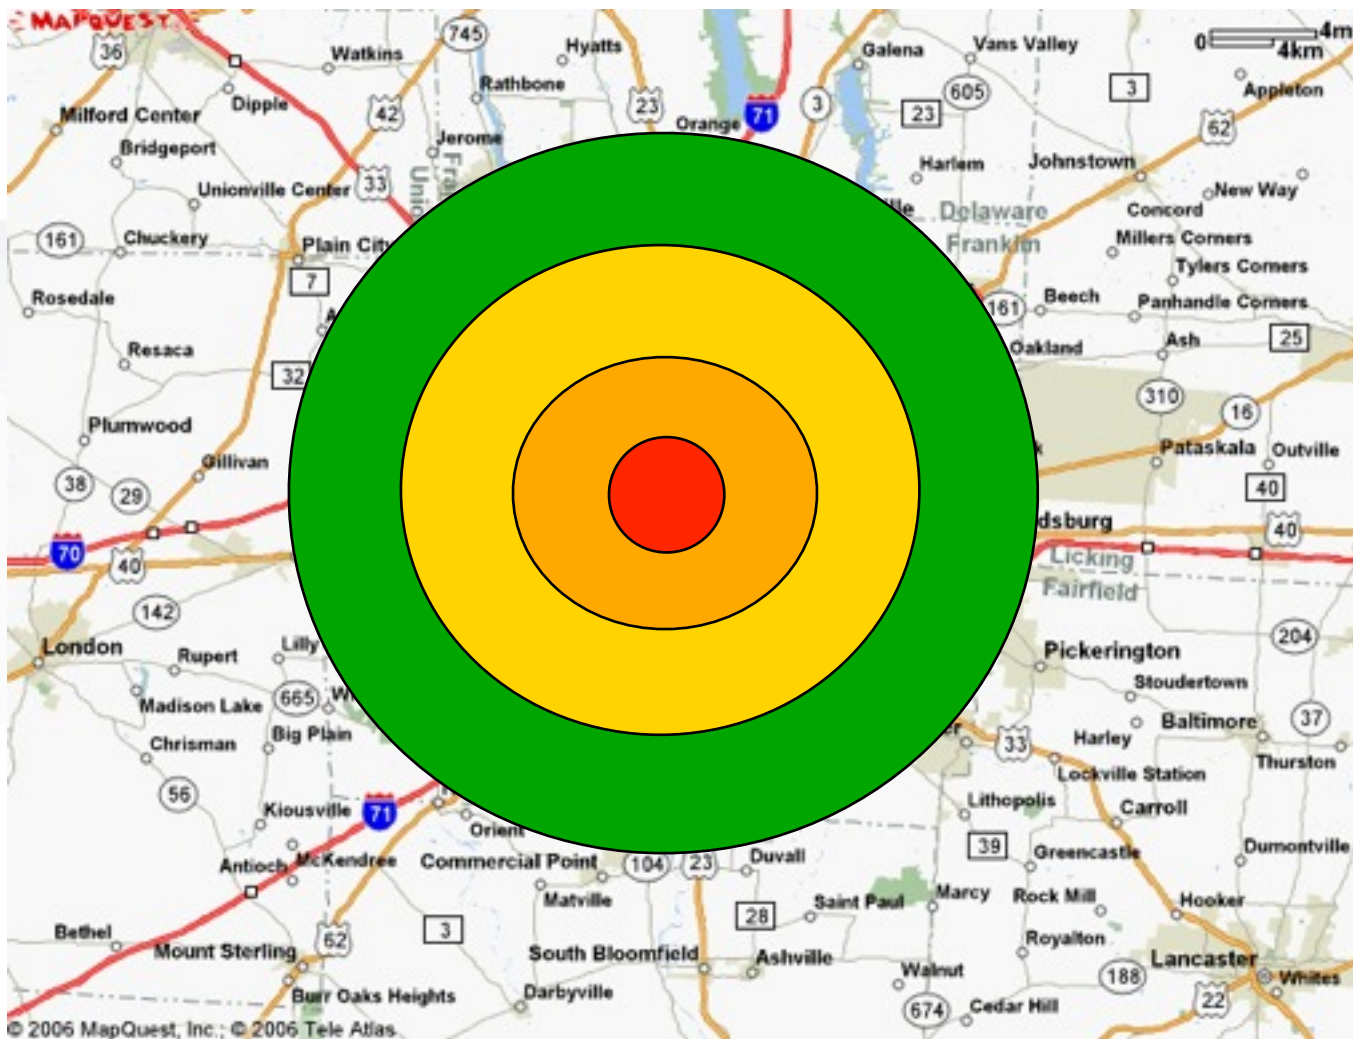 MAPQUEST
36
Watkins
745
Hyatts
Galena
Vans Valley
0
4m
4km
Dipple
Rathbone
23
71
3
605
3
Appleton
Milford Center
42
Orange
23
62
Bridgeport
Jerome
Harlem
Johnstown
Unionville Center
33
New Way
Delaware
Concord
161
Chuckery
Plain City
Franklin
Millers Corners
7
Tylers Corners
Rosedale
161
Beech
Panhandle Corners
Resaca
Oakland
Ash
25
32
310
16
Plumwood
Gillivan
Pataskala
Outville
38
29
40
dsburg
40
70
40
Licking
Fairfield
142
204
London
Lilly
Rupert
Pickerington
665
Stoudertown
Madison Lake
37
Big Plain
Baltimore
Chrisman
33
Harley
Thurston
Lockville Station
56
Kiousville
71
Lithopolis
Carroll
Orient
39
Antioch
McKendree
Commercial Point
104
23
Duvall
Greencastle
Dumontville
Matville
Saint Paul
Marcy
Rock Mill
Hooker
28
Bethel
3
62
Royalton
Mount Sterling
South Bloomfield
Ashville
Walnut
188
Lancaster
Whites
Burr Oaks Heights
Darbyville
674
Cedar Hill
22
© 2006 MapQuest, Inc.; © 2006 Tele Atlas